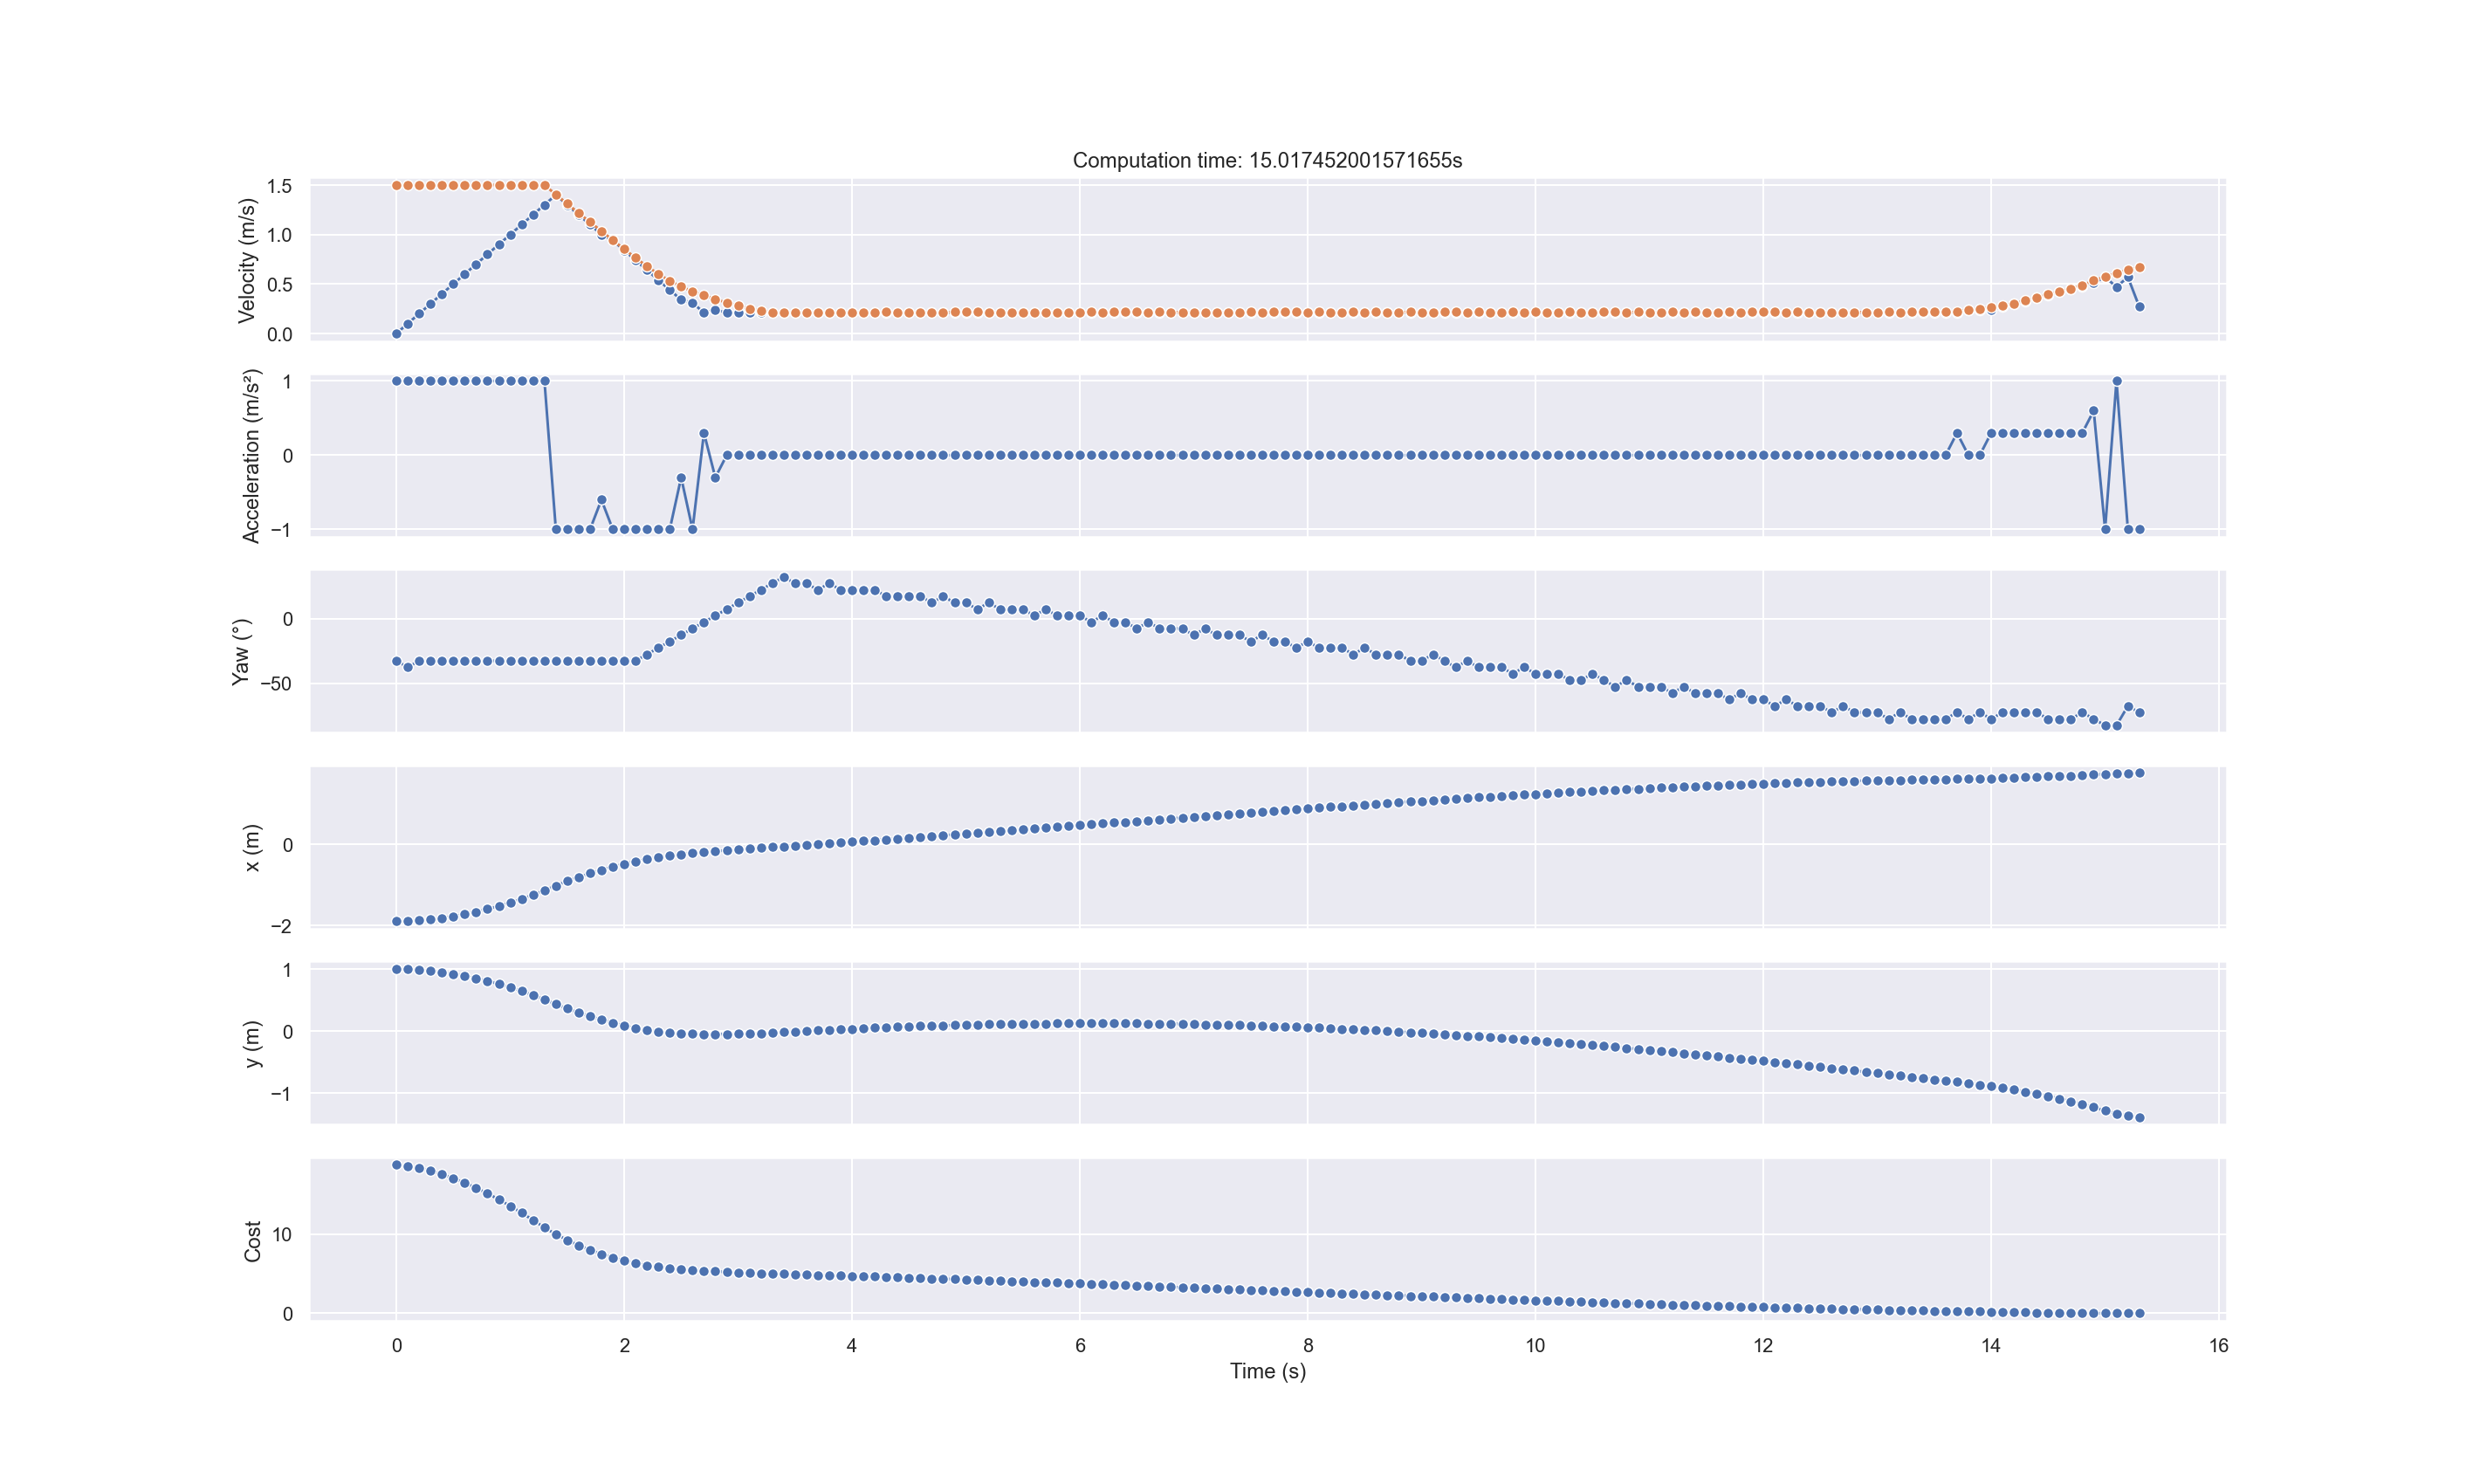 Computation time: 15.017452001571655s
Velocity (m/s)
1.5
1.0
0.5
0.0
Acceleration (m/s²)
1
0
−1
Yaw (°)
0
−50
x (m)
0
−2
y (m)
1
0
−1
Cost
10
0
0 2 4 6 8 10 12 14 16
Time (s)